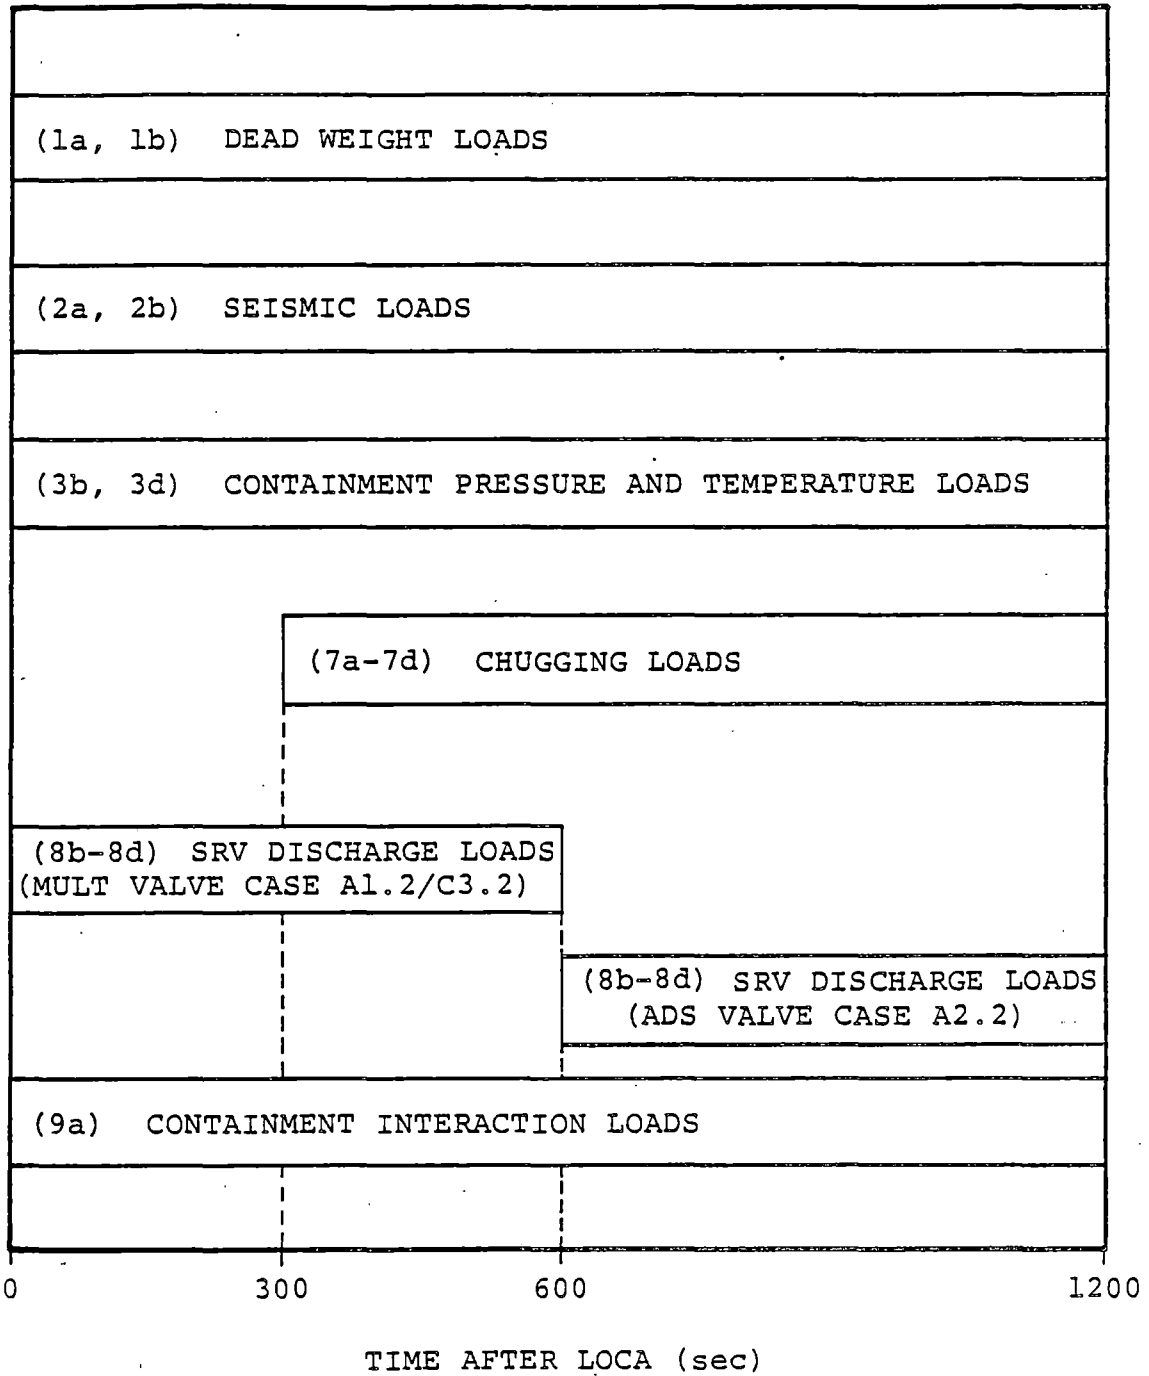 (1a, 1b) DEAD WEIGHT LOADS
(2a, 2b) SEISMIC LOADS
(3b, 3d) CONTAINMENT PRESSURE AND TEMPERATURE LOADS
(7a-7d) CHUGGING LOADS
(8b-8d) SRV DISCHARGE LOADS
(MULT VALVE CASE A1.2/C3.2)
(8b-8d) SRV DISCHARGE LOADS
(ADS VALVE CASE A2.2)
(9a) CONTAINMENT INTERACTION LOADS
0 300 600 1200
TIME AFTER LOCA (sec)